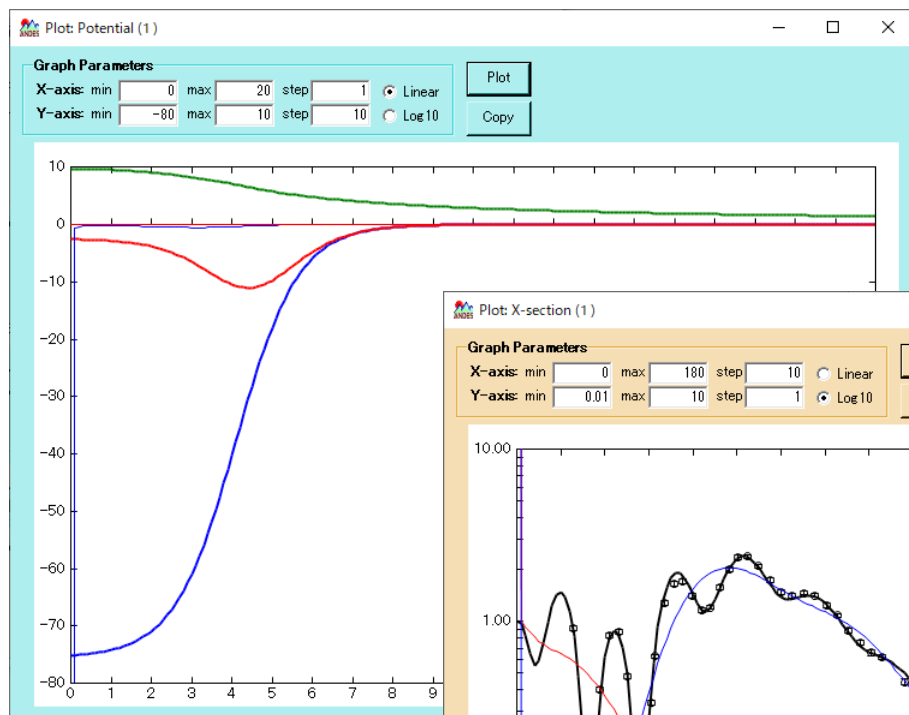 ANDES Plot: Potential (1)
Graph Parameters
X-axis: min 0 max 20 step 1 Linear
Y-axis: min -80 max 10 step 10 Log10
Plot
Copy
10
0
-10
-20
-30
-40
-50
-60
-70
-80
0 1 2 3 4 5 6 7 8 9
ANDES Plot: X-section (1)
Graph Parameters
X-axis: min 0 max 180 step 10 Linear
Y-axis: min 0.01 max 10 step 1 Log10
10.00
1.00